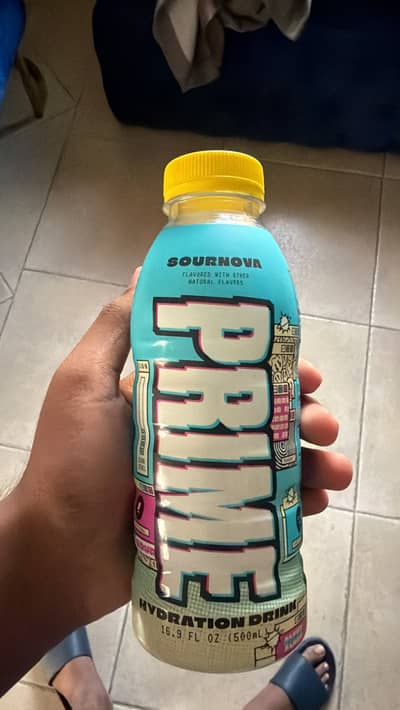 SOURNOVA
FLAVORED WITH OTHER
NATURAL FLAVORS
PRIME
HYDRATION DRINK
16.9 FL OZ (500mL